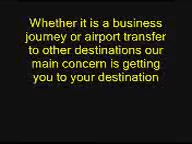 Whether it is a business
journey or airport transfer
to other destinations our
main concern is getting
you to your destination